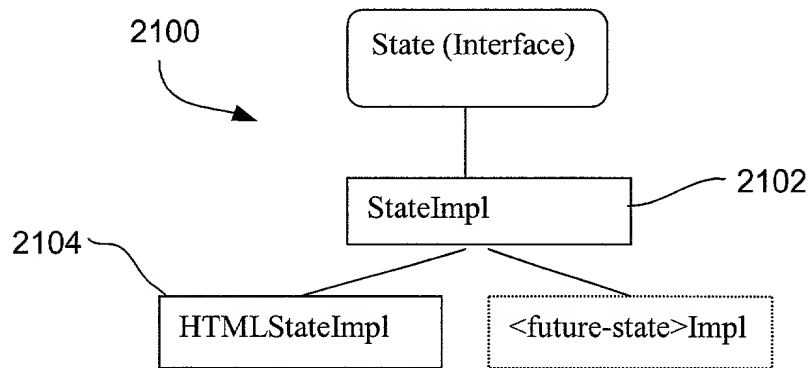 2100
State (Interface)
StateImpl
2102
2104
HTMLStateImpl
<future-state>Impl